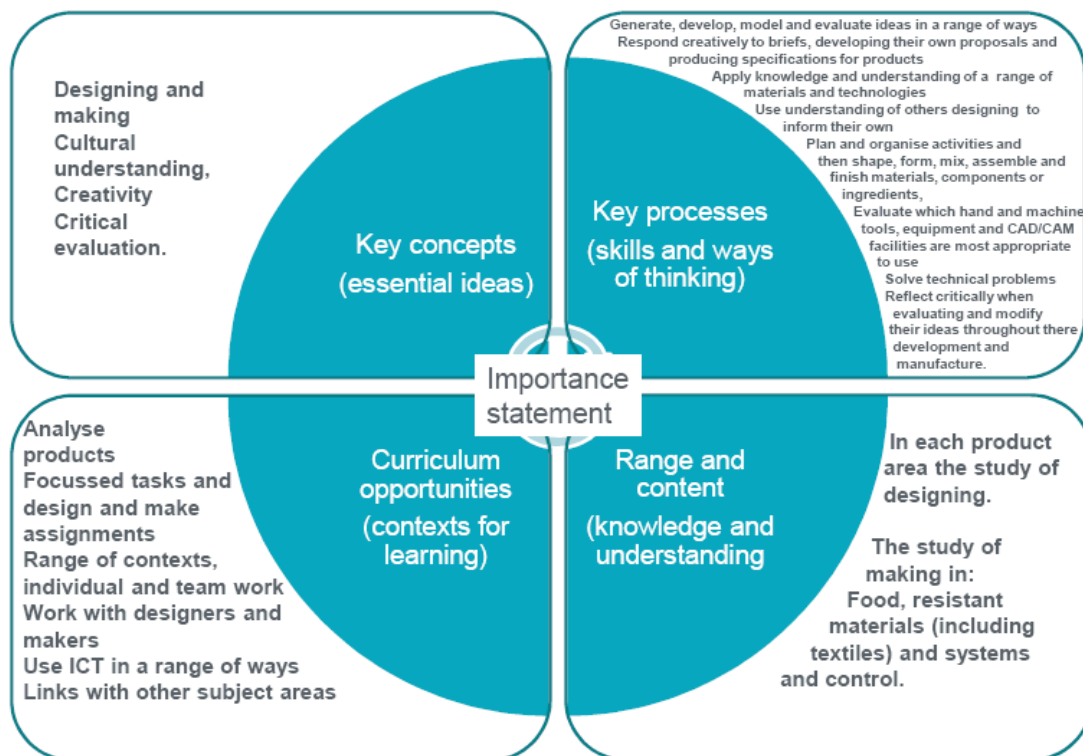 Designing and
making
Cultural
understanding,
Creativity
Critical
evaluation.
Key concepts
(essential ideas)
Generate, develop, model and evaluate ideas in a range of ways
Respond creatively to briefs, developing their own proposals and
producing specifications for products
Apply knowledge and understanding of a range of
materials and technologies
Use understanding of others designing to
inform their own
Plan and organise activities and
then shape, form, mix, assemble and
finish materials, components or
ingredients,
Evaluate which hand and machine
tools, equipment and CAD/CAM
facilities are most appropriate
to use
Solve technical problems
Reflect critically when
evaluating and modify
their ideas throughout there
development and
manufacture.
Key processes
(skills and ways
of thinking)
Importance
statement
Analyse
products
Focussed tasks and
design and make
assignments
Range of contexts,
individual and team work
Work with designers and
makers
Use ICT in a range of ways
Links with other subject areas
Curriculum
opportunities
(contexts for
learning)
Range and
content
(knowledge and
understanding
In each product
area the study of
designing.
The study of
making in:
Food, resistant
materials (including
textiles) and systems
and control.